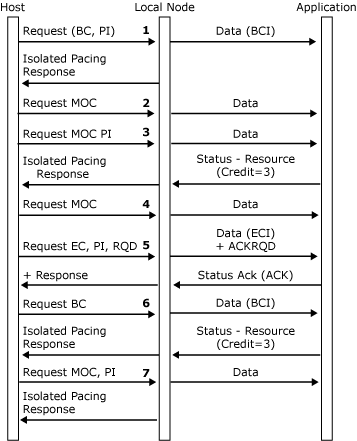 Host Local Node Application
Request (BC, PI) 1 Data (BCI)
Isolated Pacing
Response
Request MOC 2 Data
Request MOC PI 3 Data
Isolated Pacing Status - Resource
Response (Credit=3)
Request MOC 4 Data
Data (ECI)
Request EC, PI, RQD 5 + ACKRQD
+ Response Status Ack (ACK)
Request BC 6 Data (BCI)
Isolated Pacing Status - Resource
Response (Credit=3)
Request MOC, PI 7 Data
Isolated Pacing
Response